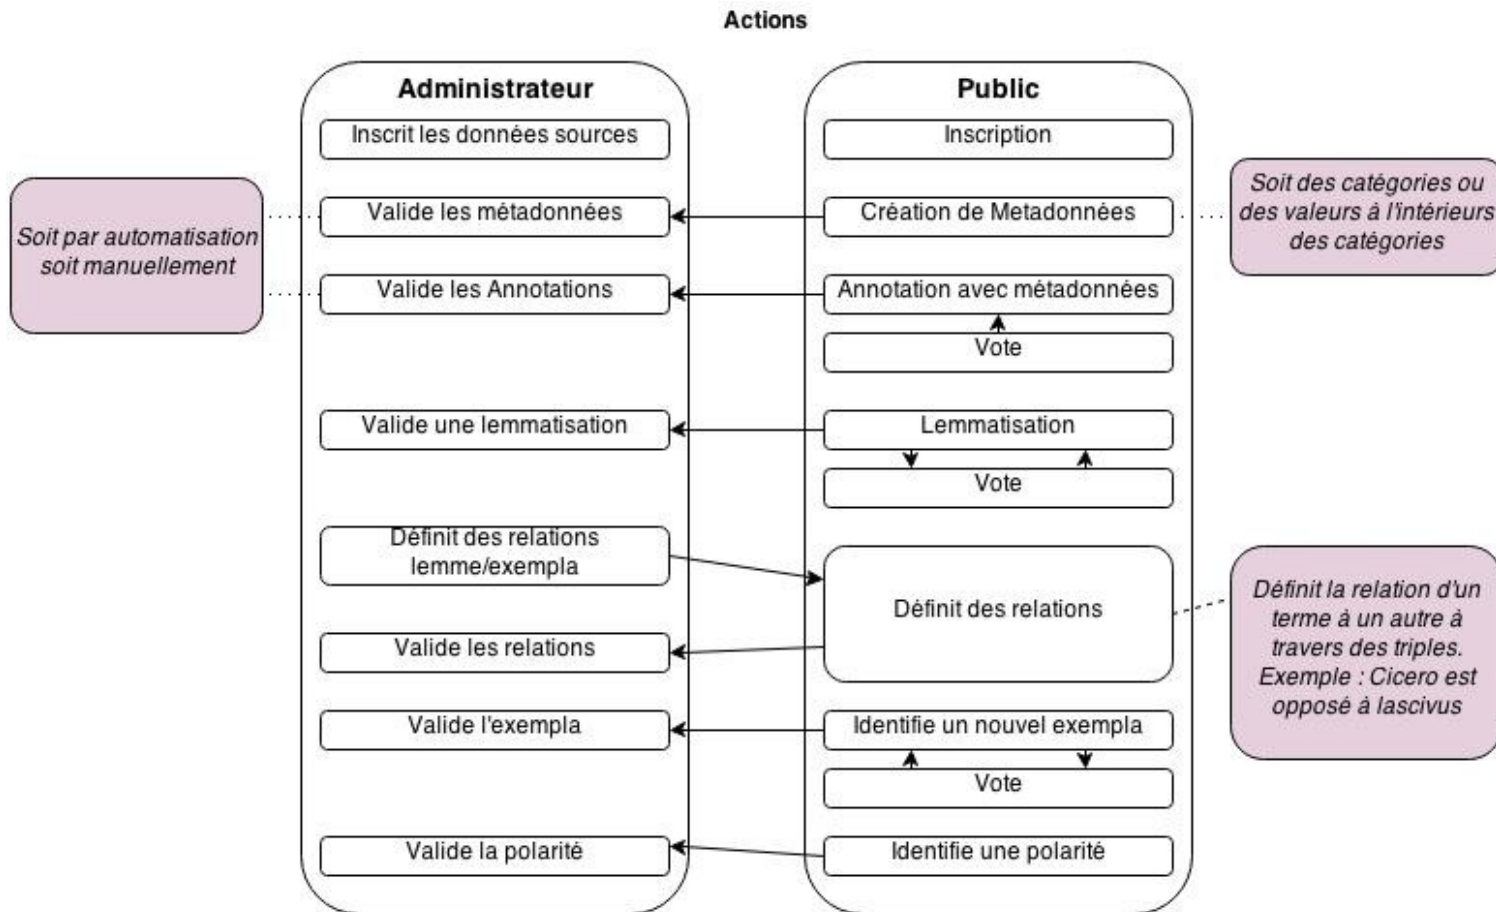 Actions
Administrateur
Inscrit les données sources
Valide les métadonnées
Valide les Annotations
Valide une lemmatisation
Définit des relations
lemme/exempla
Valide les relations
Valide l'exempla
Valide la polarité
Public
Inscription
Création de Metadonnées
Annotation avec métadonnées
Vote
Lemmatisation
Vote
Définit des relations
Identifie un nouvel exempla
Vote
Identifie une polarité
Soit par automatisation
soit manuellement
Soit des catégories ou
des valeurs à l'intérieurs
des catégories
Définit la relation d'un
terme à un autre à
travers des triples.
Exemple : Cicero est
opposé à lascivus